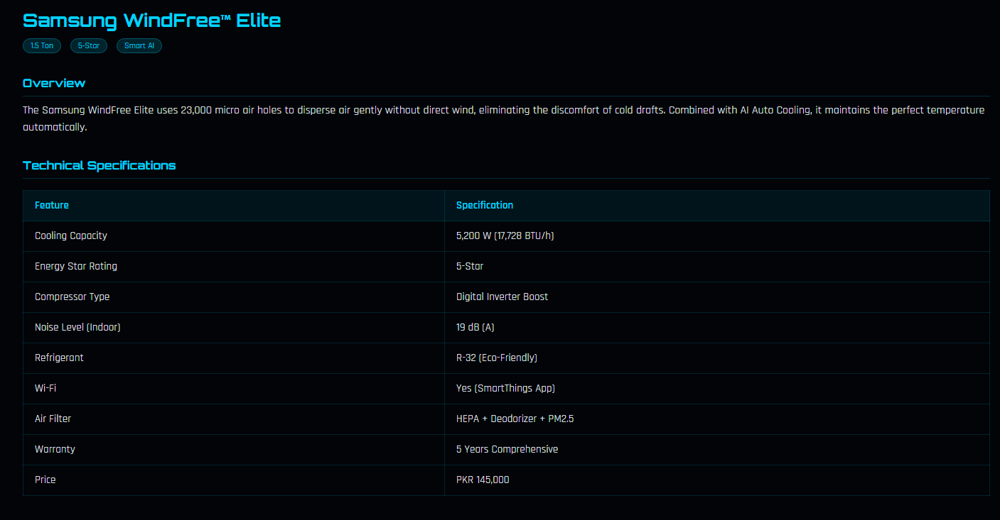 Samsung WindFree™ Elite
1.5 Ton 5-Star Smart AI
Overview
The Samsung WindFree Elite uses 23,000 micro air holes to disperse air gently without direct wind, eliminating the discomfort of cold drafts. Combined with AI Auto Cooling, it maintains the perfect temperature
automatically.
Technical Specifications
Feature Specification
Cooling Capacity 5,200 W (17,728 BTU/h)
Energy Star Rating 5-Star
Compressor Type Digital Inverter Boost
Noise Level (Indoor) 19 dB (A)
Refrigerant R-32 (Eco-Friendly)
Wi-Fi Yes (SmartThings App)
Air Filter HEPA + Deodorizer + PM2.5
Warranty 5 Years Comprehensive
Price PKR 145,000